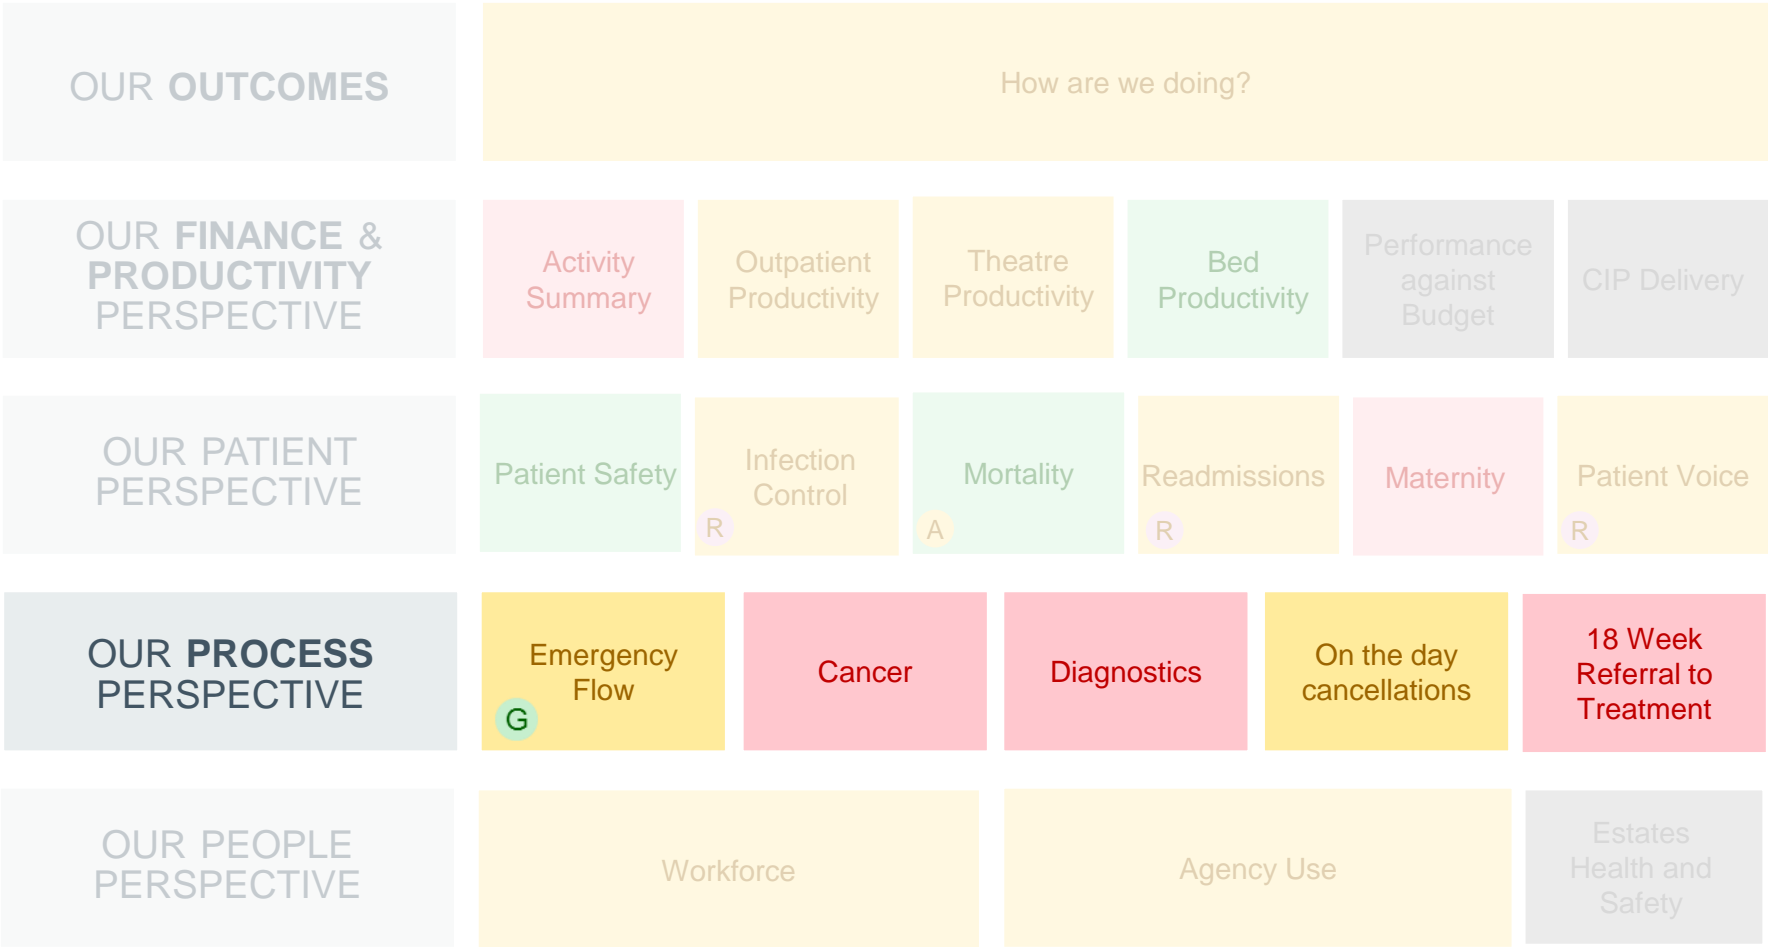 OUR OUTCOMES
How are we doing?
OUR FINANCE &
PRODUCTIVITY
PERSPECTIVE
Activity
Summary
Outpatient
Productivity
Theatre
Productivity
Bed
Productivity
Performance
against
Budget
CIP Delivery
OUR PATIENT
PERSPECTIVE
Patient Safety
Infection
Control
R
Mortality
A
Readmissions
R
Maternity
Patient Voice
R
OUR PROCESS
PERSPECTIVE
Emergency
Flow
G
Cancer
Diagnostics
On the day
cancellations
18 Week
Referral to
Treatment
OUR PEOPLE
PERSPECTIVE
Workforce
Agency Use
Estates
Health and
Safety